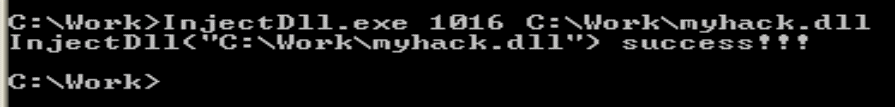 C:\Work>InjectDll.exe 1016 C:\Work\myhack.dll
InjectDll("C:\Work\myhack.dll") success!!!
C:\Work>